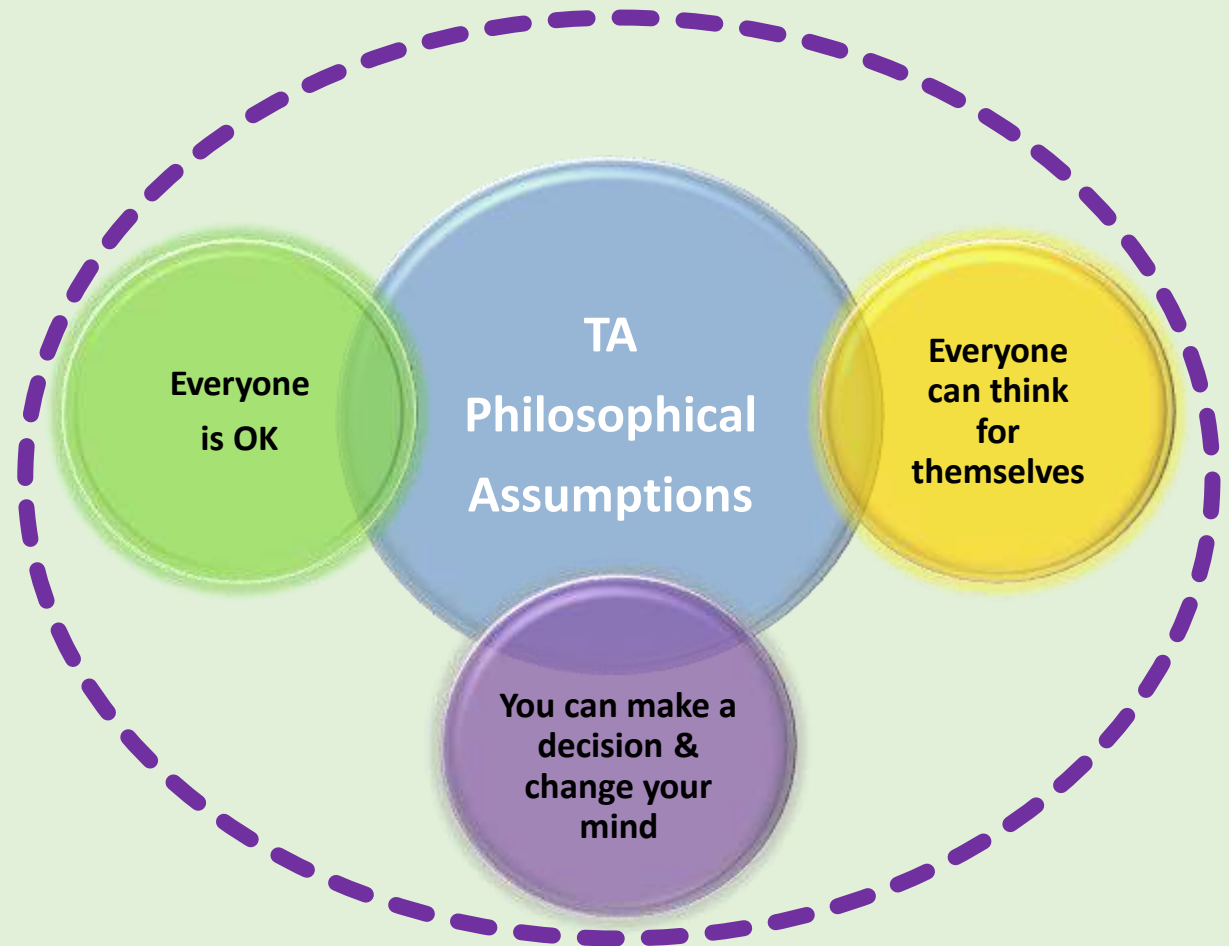 TA
Philosophical
Assumptions
Everyone
is OK
Everyone
can think
for
themselves
You can make a
decision &
change your
mind